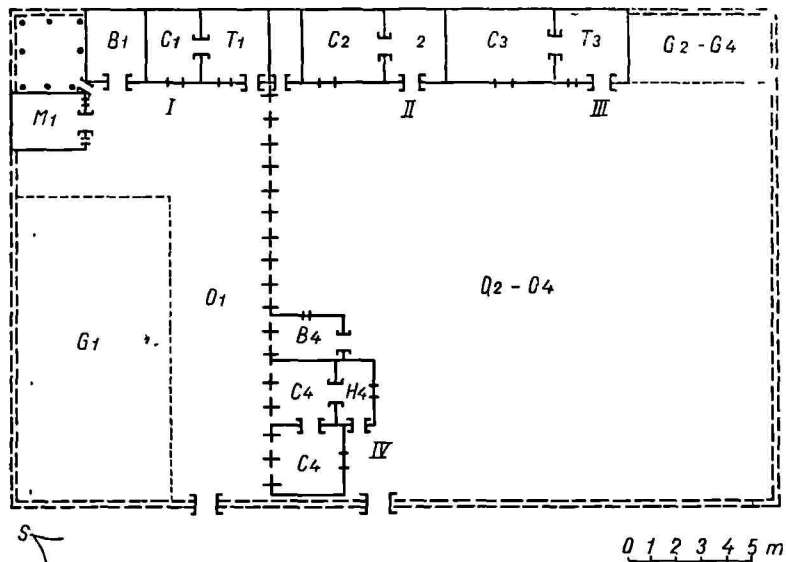 B1 C1 T1 C2 2 C3 T3 G2-G4
I II III
M1
O1 Q2-O4
G1 B4
C4 H4
IV
C4
S
0 1 2 3 4 5 m